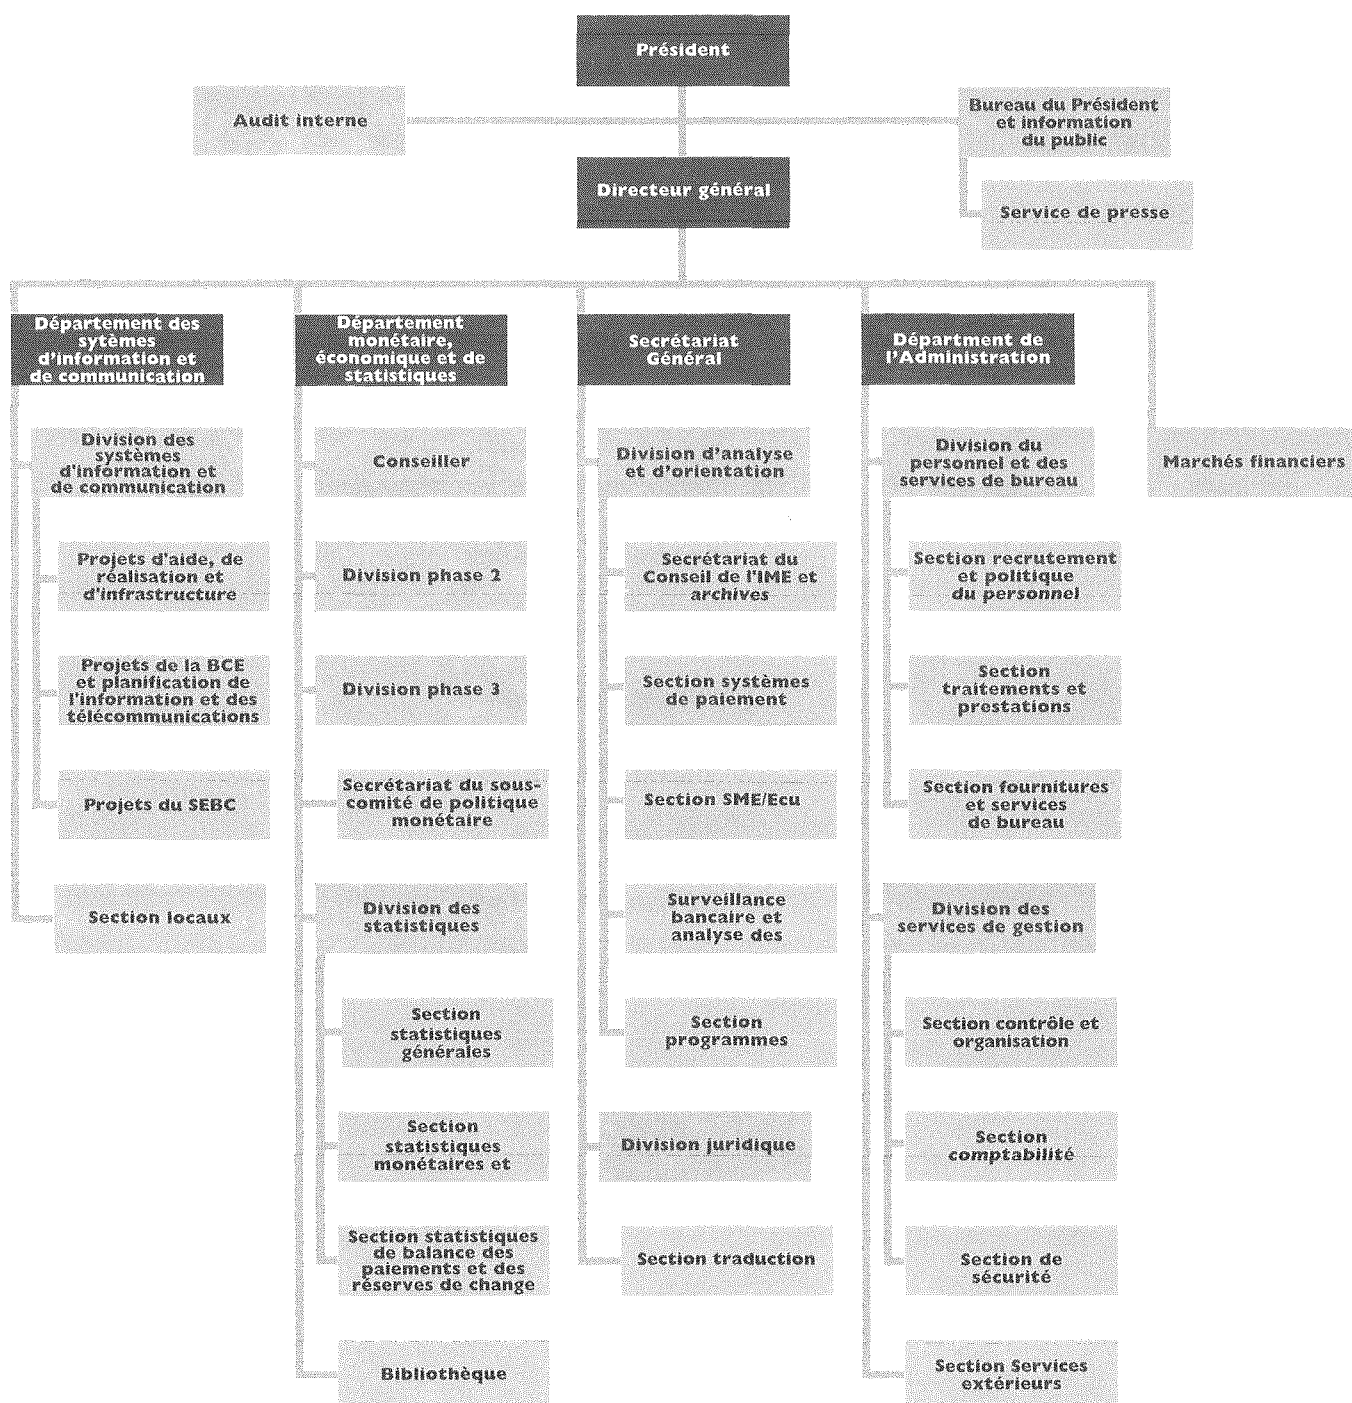 Président
Audit interne
Bureau du Président
et information
du public
Directeur général
Service de presse
Département des
sytèmes
d'information et
de communication
Département
monétaire,
économique et de
statistiques
Secrétariat
Général
Départment de
l'Administration
Division des
systèmes
d'information et
de communication
Projets d'aide, de
réalisation et
d'infrastructure
Projets de la BCE
et planification de
l'information et des
télécommunications
Projets du SEBC
Section locaux
Conseiller
Division phase 2
Division phase 3
Secrétariat du sous-
comité de politique
monétaire
Division des
statistiques
Section
statistiques
générales
Section
statistiques
monétaires et
Section statistiques
de balance des
paiements et des
réserves de change
Bibliothèque
Division d'analyse
et d'orientation
Secrétariat du
Conseil de l'IME et
archives
Section systèmes
de paiement
Section SME/Ecu
Surveillance
bancaire et
analyse des
Section
programmes
Division juridique
Section traduction
Division du
personnel et des
services de bureau
Section recrutement
et politique
du personnel
Section
traitements et
prestations
Section fournitures
et services
de bureau
Division des
services de gestion
Section contrôle et
organisation
Section
comptabilité
Section de
sécurité
Section Services
extérieurs
Marchés financiers